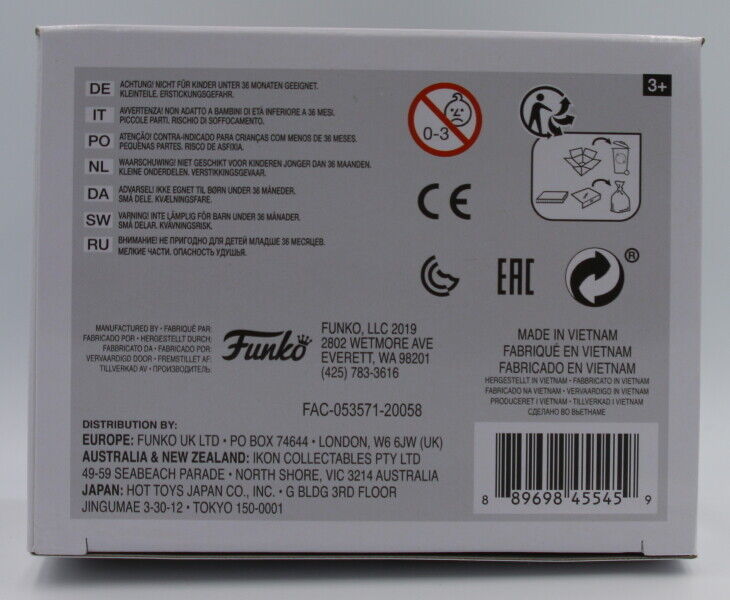 DE ACHTUNG! NICHT FÜR KINDER UNTER 36 MONATEN GEEIGNET.
KLEINTEILE. ERSTICKUNGSGEFAHR.
IT AVVERTENZA! NON ADATTO A BAMBINI DI ETÀ INFERIORE A 36 MESI.
PICCOLE PARTI. RISCHIO DI SOFFOCAMENTO.
PO ATENÇÃO! CONTRA-INDICADO PARA CRIANÇAS COM MENOS DE 36 MESES.
PEQUENAS PARTES. RISCO DE ASFIXIA.
NL WAARSCHUWING! NIET GESCHIKT VOOR KINDEREN JONGER DAN 36 MAANDEN.
KLEINE ONDERDELEN. VERSTIKKINGSGEVAAR.
DA ADVARSEL! IKKE EGNET TIL BØRN UNDER 36 MÅNEDER.
SMÅ DELE. KVÆLNINGSFARE.
SW VARNING! INTE LÄMPLIG FÖR BARN UNDER 36 MÅNADER.
SMÅ DELAR. KVÄVNINGSRISK.
RU ВНИМАНИЕ! НЕ ПРИГОДНО ДЛЯ ДЕТЕЙ МЛАДШЕ 36 МЕСЯЦЕВ.
МЕЛКИЕ ЧАСТИ. ОПАСНОСТЬ УДУШЬЯ.
0-3
3+
CE
EAC
®
MANUFACTURED BY • FABRIQUÉ PAR:
FABRICADO POR • HERGESTELLT DURCH:
FABBRICATO DA • FABRICADO POR:
VERVAARDIGD DOOR • FREMSTILLET AF:
TILLVERKAD AV • ПРОИЗВОДИТЕЛЬ:
Funko
FUNKO, LLC 2019
2802 WETMORE AVE
EVERETT, WA 98201
(425) 783-3616
FAC-053571-20058
MADE IN VIETNAM
FABRIQUÉ EN VIETNAM
FABRICADO EN VIETNAM
HERGESTELLT IN VIETNAM • FABBRICATO IN VIETNAM
FABRICADO NA VIETNAM • VERVAARDIGD IN VIETNAM
PRODUCERET I VIETNAM • TILLVERKAD I VIETNAM
СДЕЛАНО ВО ВЬЕТНАМЕ
DISTRIBUTION BY:
EUROPE: FUNKO UK LTD • PO BOX 74644 • LONDON, W6 6JW (UK)
AUSTRALIA & NEW ZEALAND: IKON COLLECTABLES PTY LTD
49-59 SEABEACH PARADE • NORTH SHORE, VIC 3214 AUSTRALIA
JAPAN: HOT TOYS JAPAN CO., INC. • G BLDG 3RD FLOOR
JINGUMAE 3-30-12 • TOKYO 150-0001
8 89698 45545 9